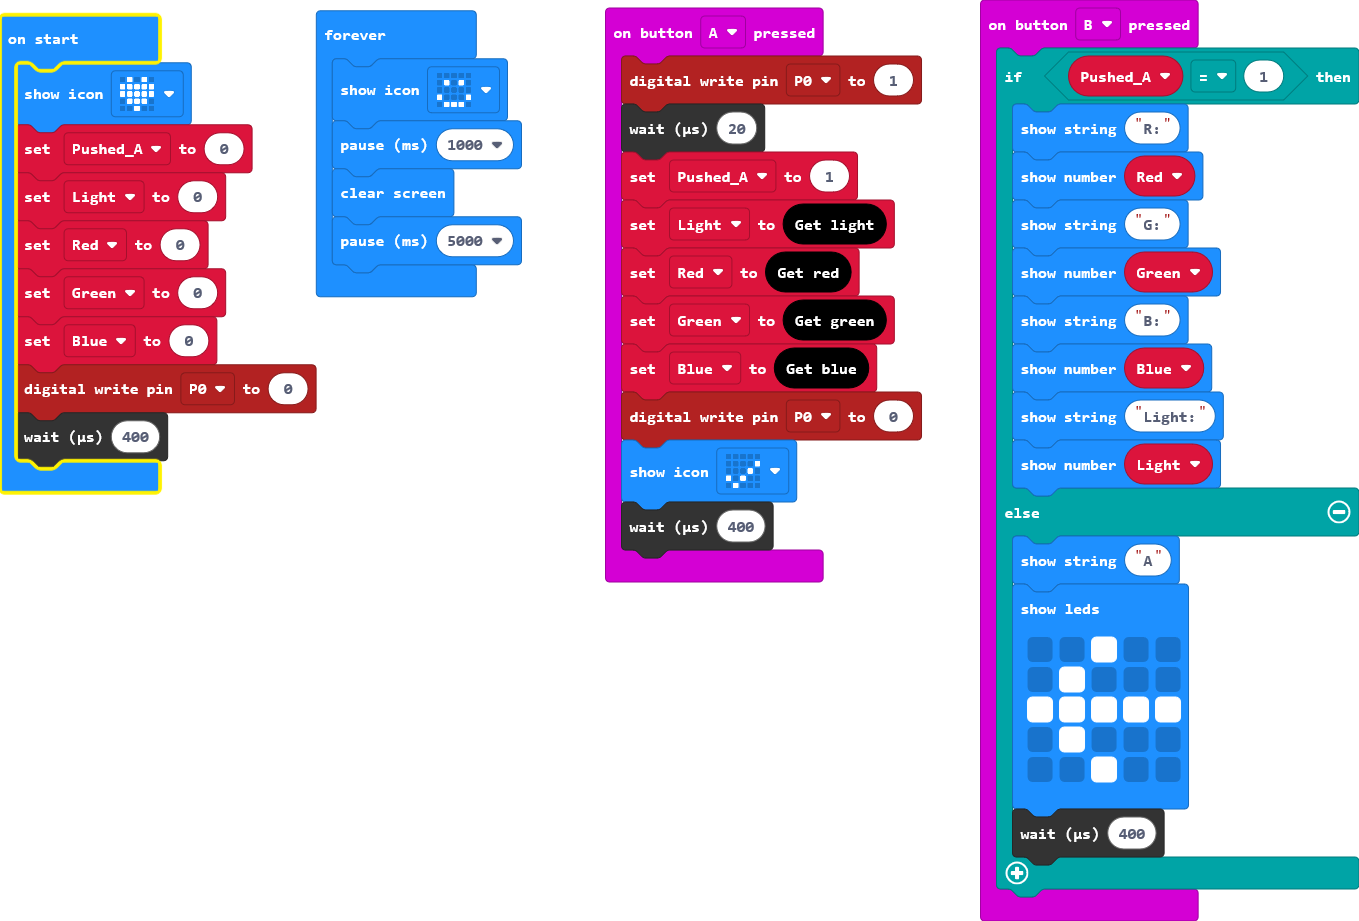 on start
show icon
set Pushed_A to 0
set Light to 0
set Red to 0
set Green to 0
set Blue to 0
digital write pin P0 to 0
wait (µs) 400
forever
show icon
pause (ms) 1000
clear screen
pause (ms) 5000
on button A pressed
digital write pin P0 to 1
wait (µs) 20
set Pushed_A to 1
set Light to Get light
set Red to Get red
set Green to Get green
set Blue to Get blue
digital write pin P0 to 0
show icon
wait (µs) 400
on button B pressed
if Pushed_A = 1 then
show string "R:"
show number Red
show string "G:"
show number Green
show string "B:"
show number Blue
show string "Light:"
show number Light
else
show string "A"
show leds
wait (µs) 400